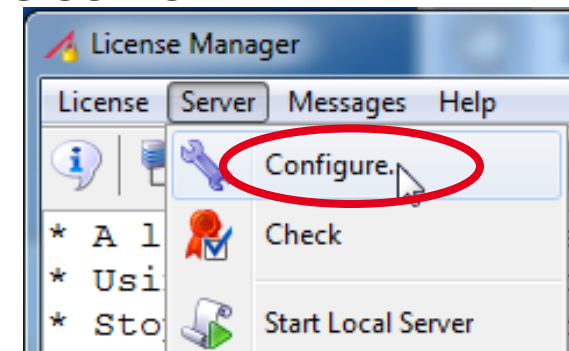 License Manager
License Server Messages Help
Configure..
* A l
Check
* Usi
* Sto
Start Local Server